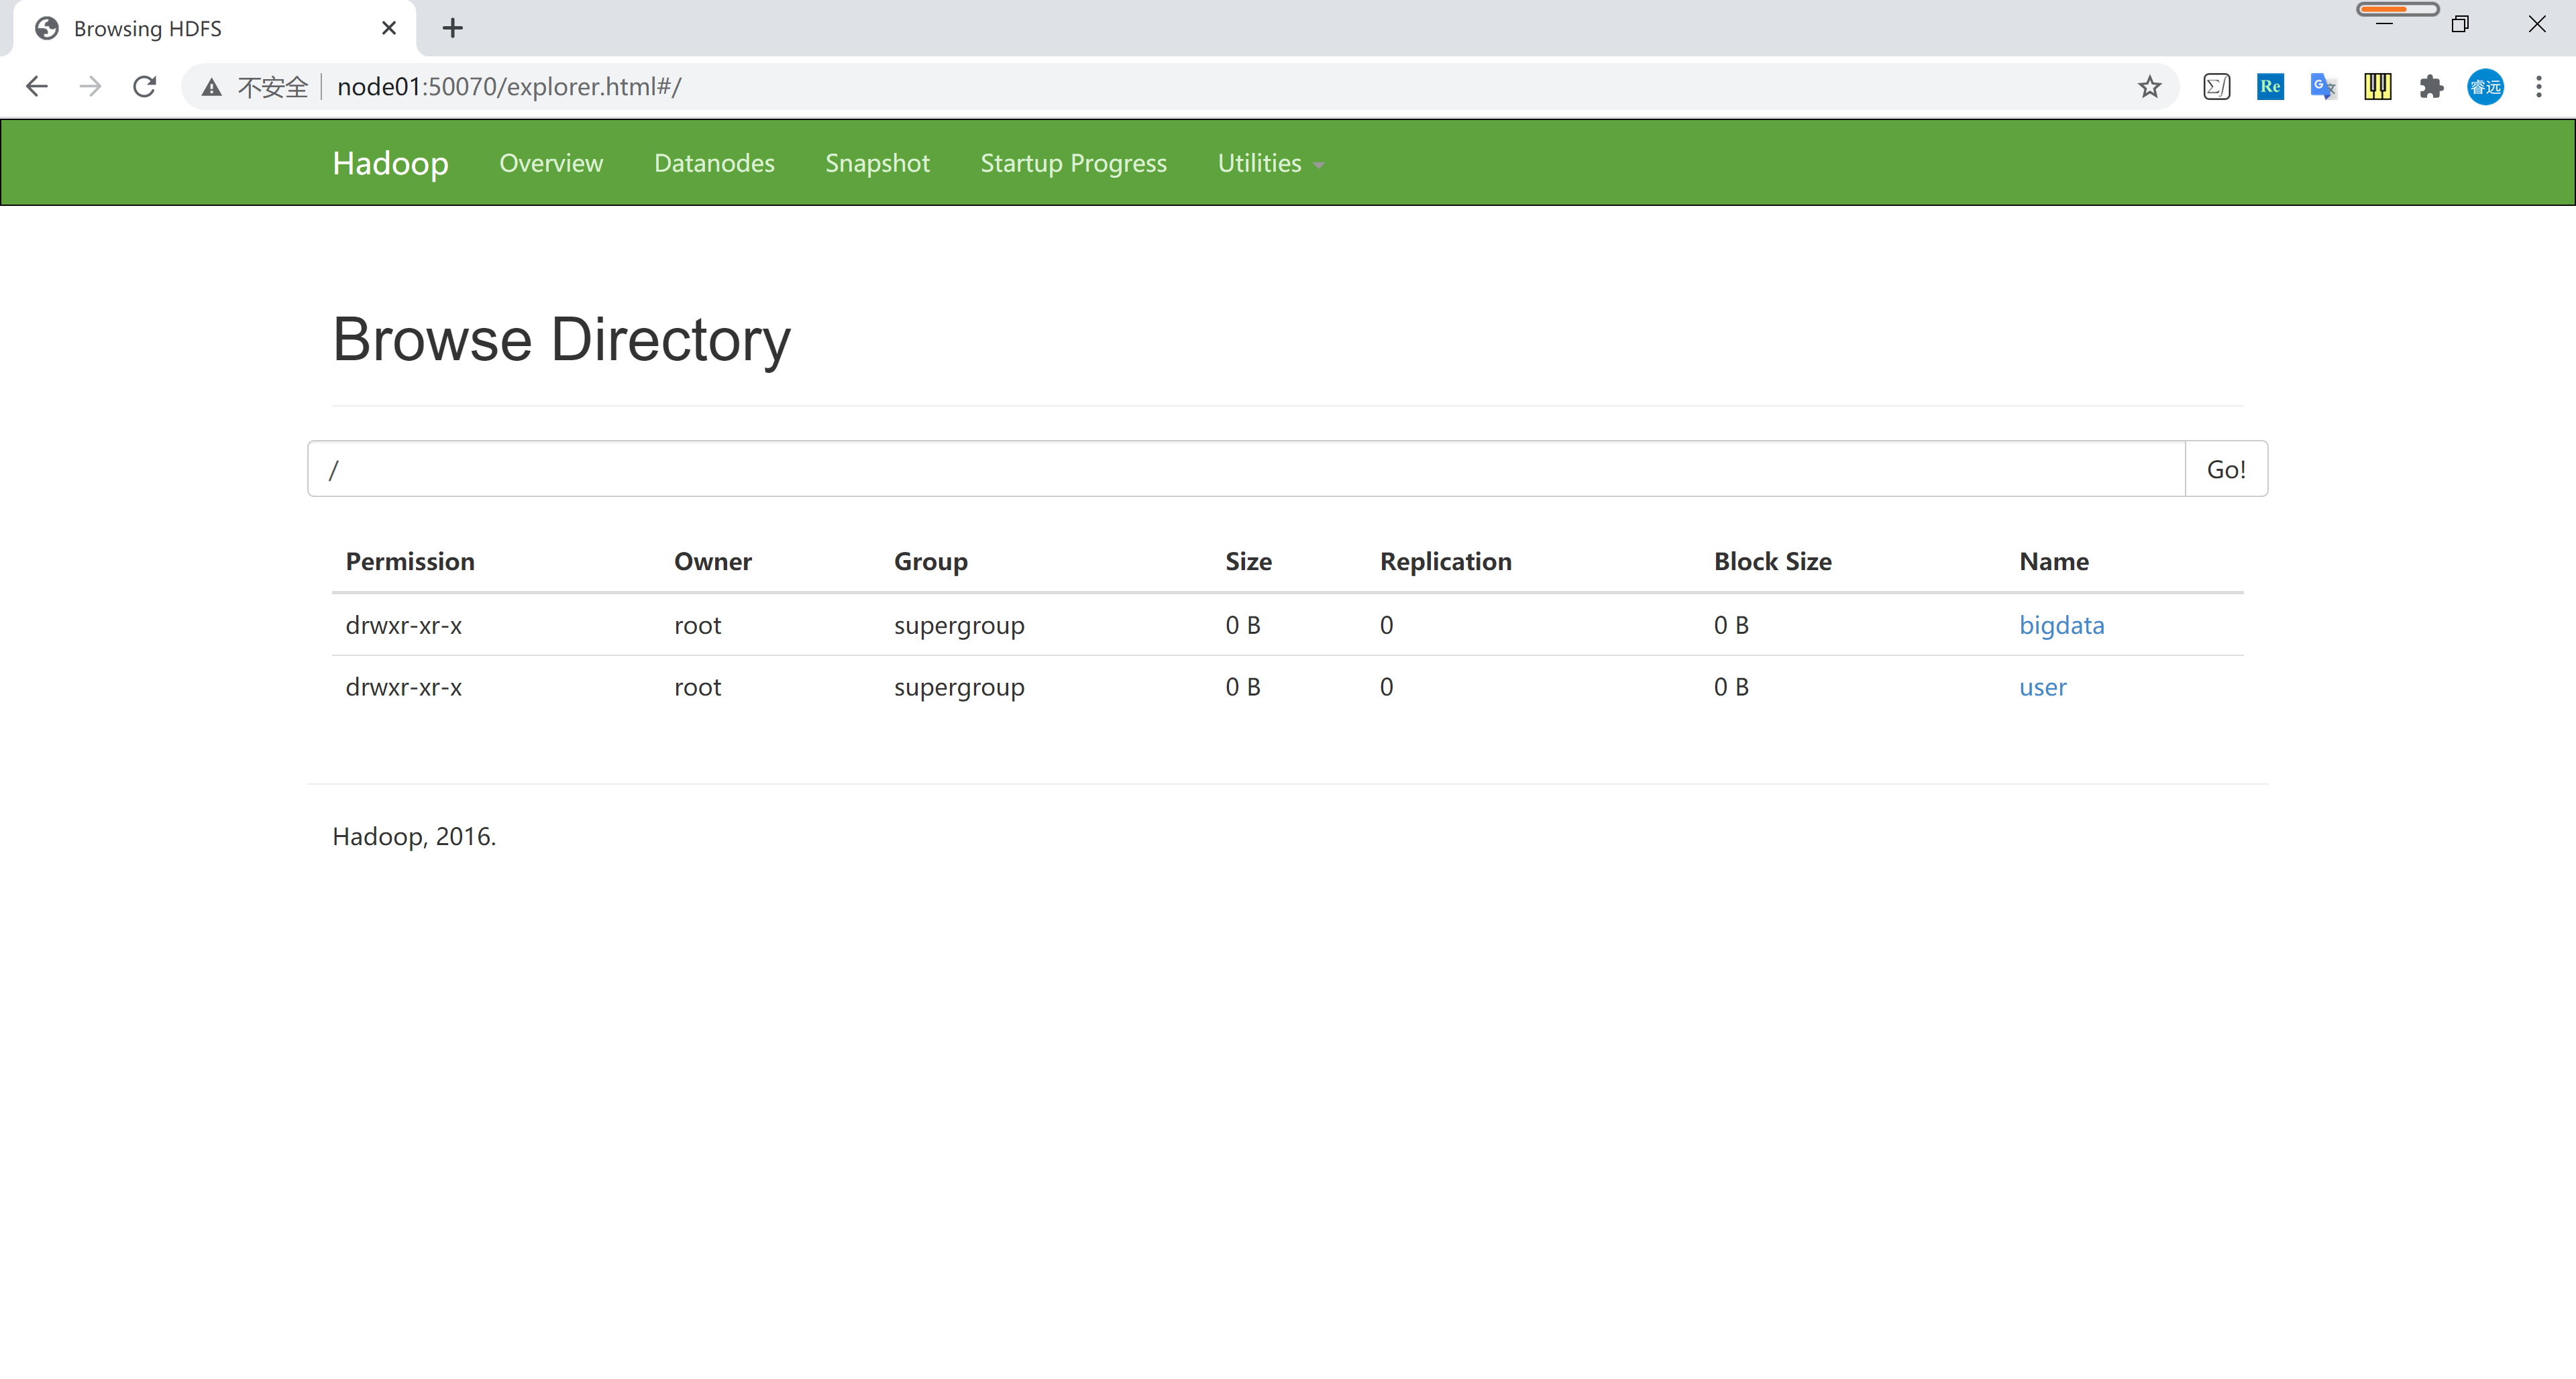 Browsing HDFS
不安全 node01:50070/explorer.html#/
Re G 文 睿远
Hadoop Overview Datanodes Snapshot Startup Progress Utilities
Browse Directory
/ Go!
Permission Owner Group Size Replication Block Size Name
drwxr-xr-x root supergroup 0 B 0 0 B bigdata
drwxr-xr-x root supergroup 0 B 0 0 B user
Hadoop, 2016.